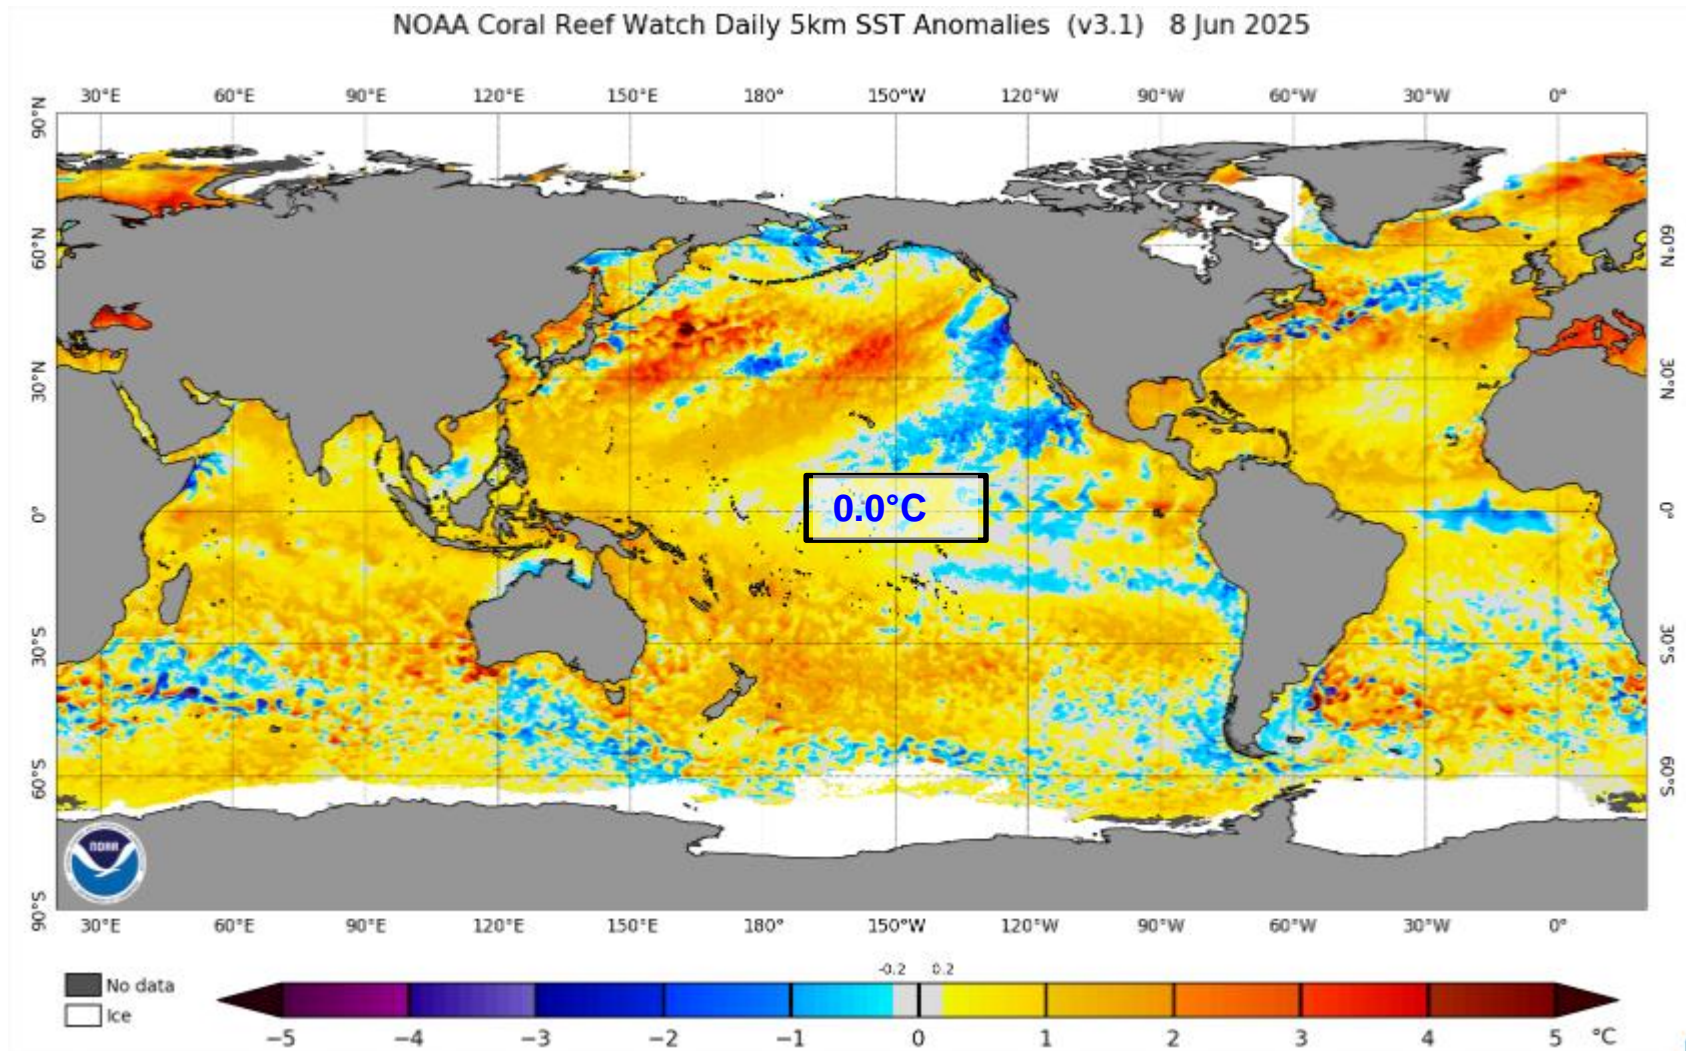 NOAA Coral Reef Watch Daily 5km SST Anomalies (v3.1) 8 Jun 2025
30°E 60°E 90°E 120°E 150°E 180° 150°W 120°W 90°W 60°W 30°W 0°
90°N
60°N 60°N
30°N 30°N
0.0°C
0° 0°
30°S 30°S
60°S 60°S
NOAA
90°S
30°E 60°E 90°E 120°E 150°E 180° 150°W 120°W 90°W 60°W 30°W 0°
-0.2 0.2
No data
Ice
−5 −4 −3 −2 −1 0 1 2 3 4 5 °C